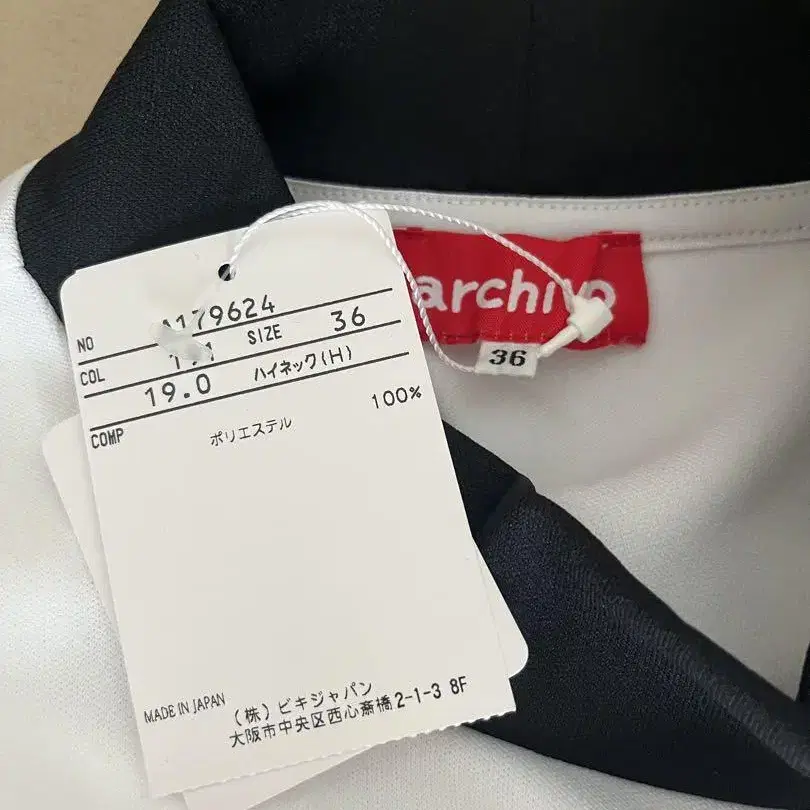 archivo
36
NO A179624
COL SIZE 36
19.0 ハイネック(H)
COMP ポリエステル 100%
MADE IN JAPAN
(株) ビキジャパン
大阪市中央区西心斎橋2-1-3 8F